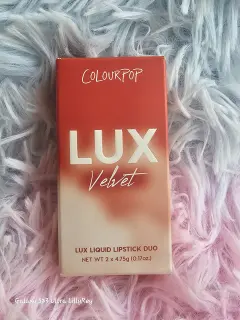 COLOURPOP
LUX
Velvet
LUX LIQUID LIPSTICK DUO
NET WT 2 x 4.75g (0.17oz.)